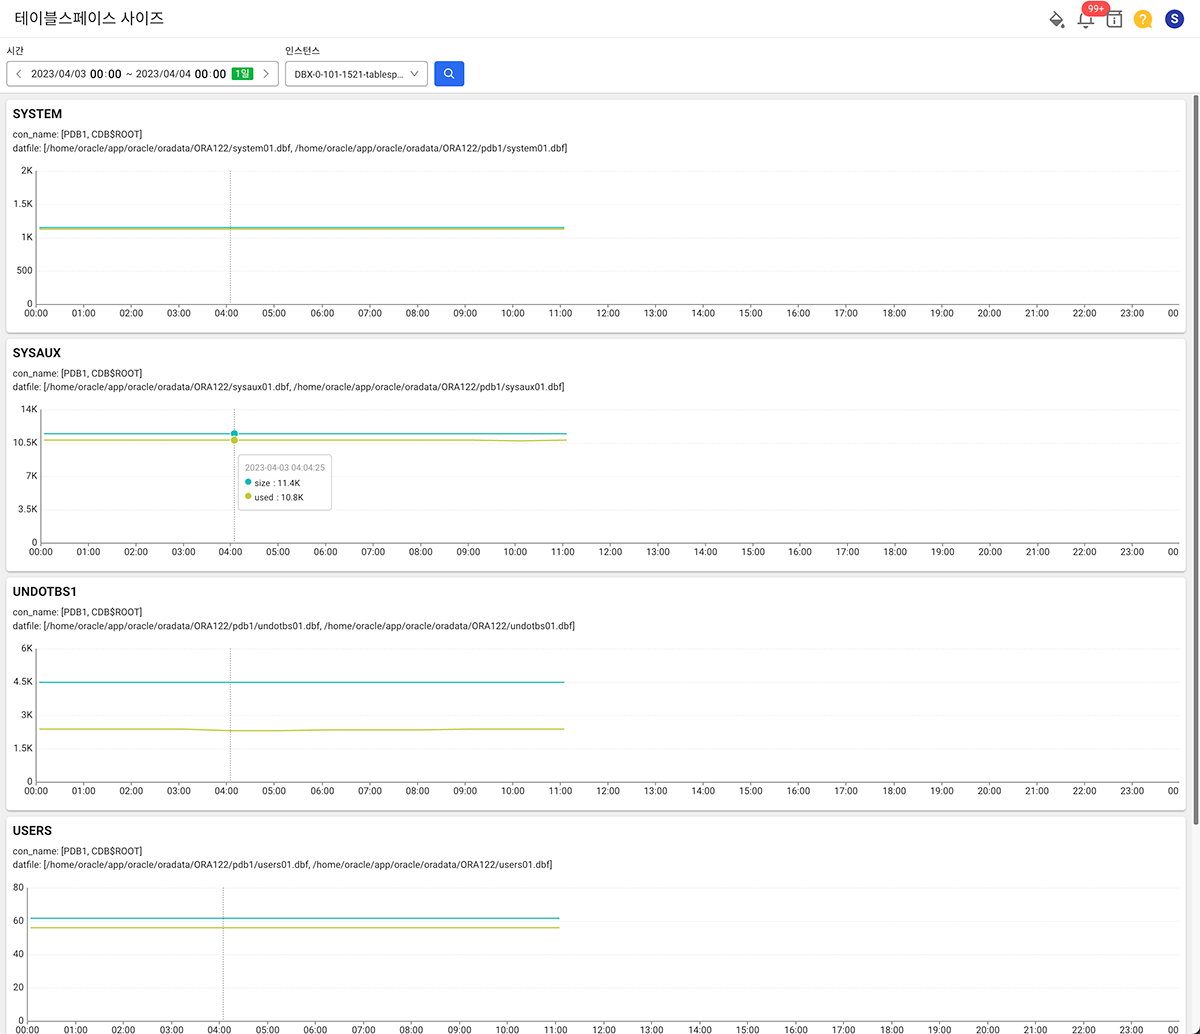 테이블스페이스 사이즈
99+
?
S
시간
인스턴스
2023/04/03 00:00 ~ 2023/04/04 00:00 1일
DBX-0-101-1521-tablesp...
SYSTEM
con_name: [PDB1, CDB$ROOT]
datfile: [/home/oracle/app/oracle/oradata/ORA122/system01.dbf, /home/oracle/app/oracle/oradata/ORA122/pdb1/system01.dbf]
2K
1.5K
1K
500
0
00:00 01:00 02:00 03:00 04:00 05:00 06:00 07:00 08:00 09:00 10:00 11:00 12:00 13:00 14:00 15:00 16:00 17:00 18:00 19:00 20:00 21:00 22:00 23:00 00
SYSAUX
con_name: [PDB1, CDB$ROOT]
datfile: [/home/oracle/app/oracle/oradata/ORA122/sysaux01.dbf, /home/oracle/app/oracle/oradata/ORA122/pdb1/sysaux01.dbf]
14K
10.5K
7K
3.5K
0
2023-04-03 04:04:25
size : 11.4K
used : 10.8K
00:00 01:00 02:00 03:00 04:00 05:00 06:00 07:00 08:00 09:00 10:00 11:00 12:00 13:00 14:00 15:00 16:00 17:00 18:00 19:00 20:00 21:00 22:00 23:00 00
UNDOTBS1
con_name: [PDB1, CDB$ROOT]
datfile: [/home/oracle/app/oracle/oradata/ORA122/pdb1/undotbs01.dbf, /home/oracle/app/oracle/oradata/ORA122/undotbs01.dbf]
6K
4.5K
3K
1.5K
0
00:00 01:00 02:00 03:00 04:00 05:00 06:00 07:00 08:00 09:00 10:00 11:00 12:00 13:00 14:00 15:00 16:00 17:00 18:00 19:00 20:00 21:00 22:00 23:00 00
USERS
con_name: [PDB1, CDB$ROOT]
datfile: [/home/oracle/app/oracle/oradata/ORA122/pdb1/users01.dbf, /home/oracle/app/oracle/oradata/ORA122/users01.dbf]
80
60
40
20
0
00:00 01:00 02:00 03:00 04:00 05:00 06:00 07:00 08:00 09:00 10:00 11:00 12:00 13:00 14:00 15:00 16:00 17:00 18:00 19:00 20:00 21:00 22:00 23:00 00